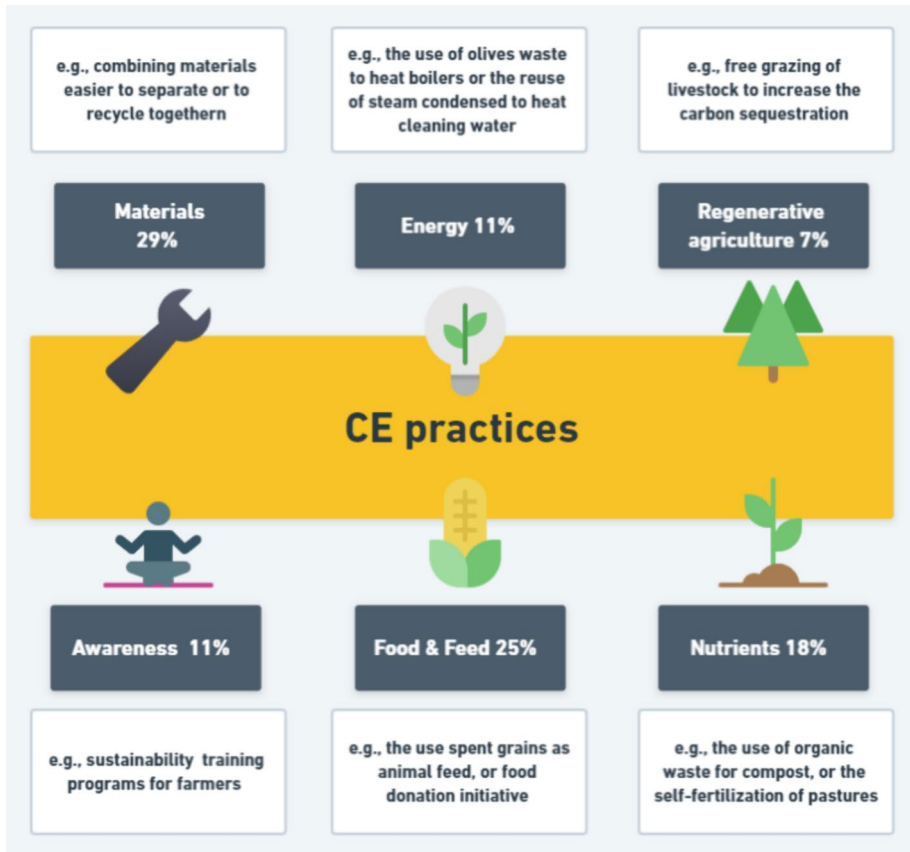 e.g., combining materials
easier to separate or to
recycle togethern
e.g., the use of olives waste
to heat boilers or the reuse
of steam condensed to heat
cleaning water
e.g., free grazing of
livestock to increase the
carbon sequestration
Materials
29%
Energy 11%
Regenerative
agriculture 7%
CE practices
Awareness 11%
Food & Feed 25%
Nutrients 18%
e.g., sustainability training
programs for farmers
e.g., the use spent grains as
animal feed, or food
donation initiative
e.g., the use of organic
waste for compost, or the
self-fertilization of pastures